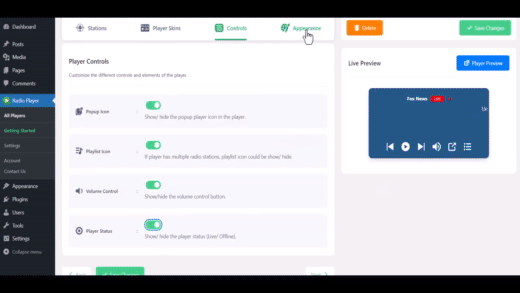 Dashboard
Posts
Media
Pages
Comments
Radio Player
All Players
Getting Started
Settings
Account
Contact Us
Appearance
Plugins
Users
Tools
Settings
Collapse menu
Stations
Player Skins
Controls
Appearance
Player Controls
Customize the different controls and elements of the player.
Popup Icon
Show/ hide the popup player icon in the player.
Playlist Icon
If player has multiple radio stations, playlist icon could be show/ hide.
Volume Control
Show/hide the volume control button.
Player Status
Show/ hide the player status (Live/ Offline).
Delete
Save Changes
Live Preview
Player Preview
Fox News LIVE
Un